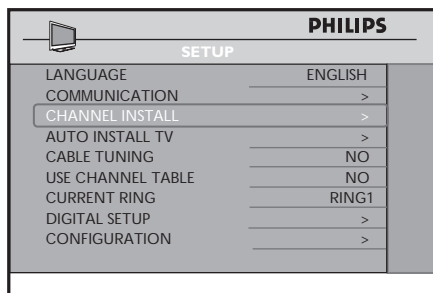 PHILIPS
SETUP
LANGUAGE ENGLISH
COMMUNICATION >
CHANNEL INSTALL >
AUTO INSTALL TV >
CABLE TUNING NO
USE CHANNEL TABLE NO
CURRENT RING RING1
DIGITAL SETUP >
CONFIGURATION >